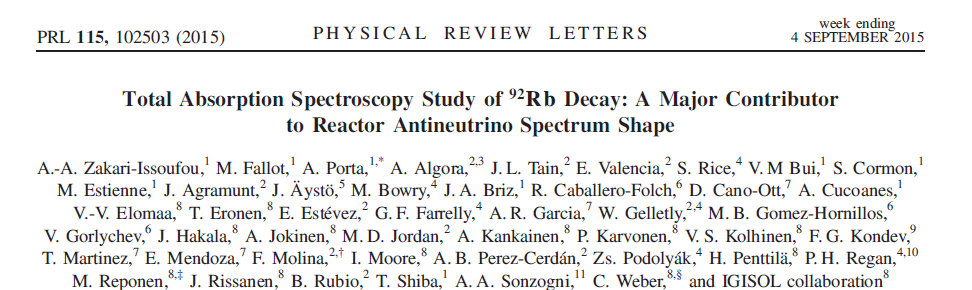 PRL 115, 102503 (2015) PHYSICAL REVIEW LETTERS week ending 4 SEPTEMBER 2015
Total Absorption Spectroscopy Study of ⁹²Rb Decay: A Major Contributor
to Reactor Antineutrino Spectrum Shape
A.-A. Zakari-Issoufou,¹ M. Fallot,¹ A. Porta,¹,* A. Algora,²,³ J. L. Tain,² E. Valencia,² S. Rice,⁴ V. M Bui,¹ S. Cormon,¹
M. Estienne,¹ J. Agramunt,² J. Äystö,⁵ M. Bowry,⁴ J. A. Briz,¹ R. Caballero-Folch,⁶ D. Cano-Ott,⁷ A. Cucoanes,¹
V.-V. Elomaa,⁸ T. Eronen,⁸ E. Estévez,² G. F. Farrelly,⁴ A. R. Garcia,⁷ W. Gelletly,²,⁴ M. B. Gomez-Hornillos,⁶
V. Gorlychev,⁶ J. Hakala,⁸ A. Jokinen,⁸ M. D. Jordan,² A. Kankainen,⁸ P. Karvonen,⁸ V. S. Kolhinen,⁸ F. G. Kondev,⁹
T. Martinez,⁷ E. Mendoza,⁷ F. Molina,²,† I. Moore,⁸ A. B. Perez-Cerdán,² Zs. Podolyák,⁴ H. Penttilä,⁸ P. H. Regan,⁴,¹⁰
M. Reponen,⁸,‡ J. Rissanen,⁸ B. Rubio,² T. Shiba,¹ A. A. Sonzogni,¹¹ C. Weber,⁸,§ and IGISOL collaboration⁸